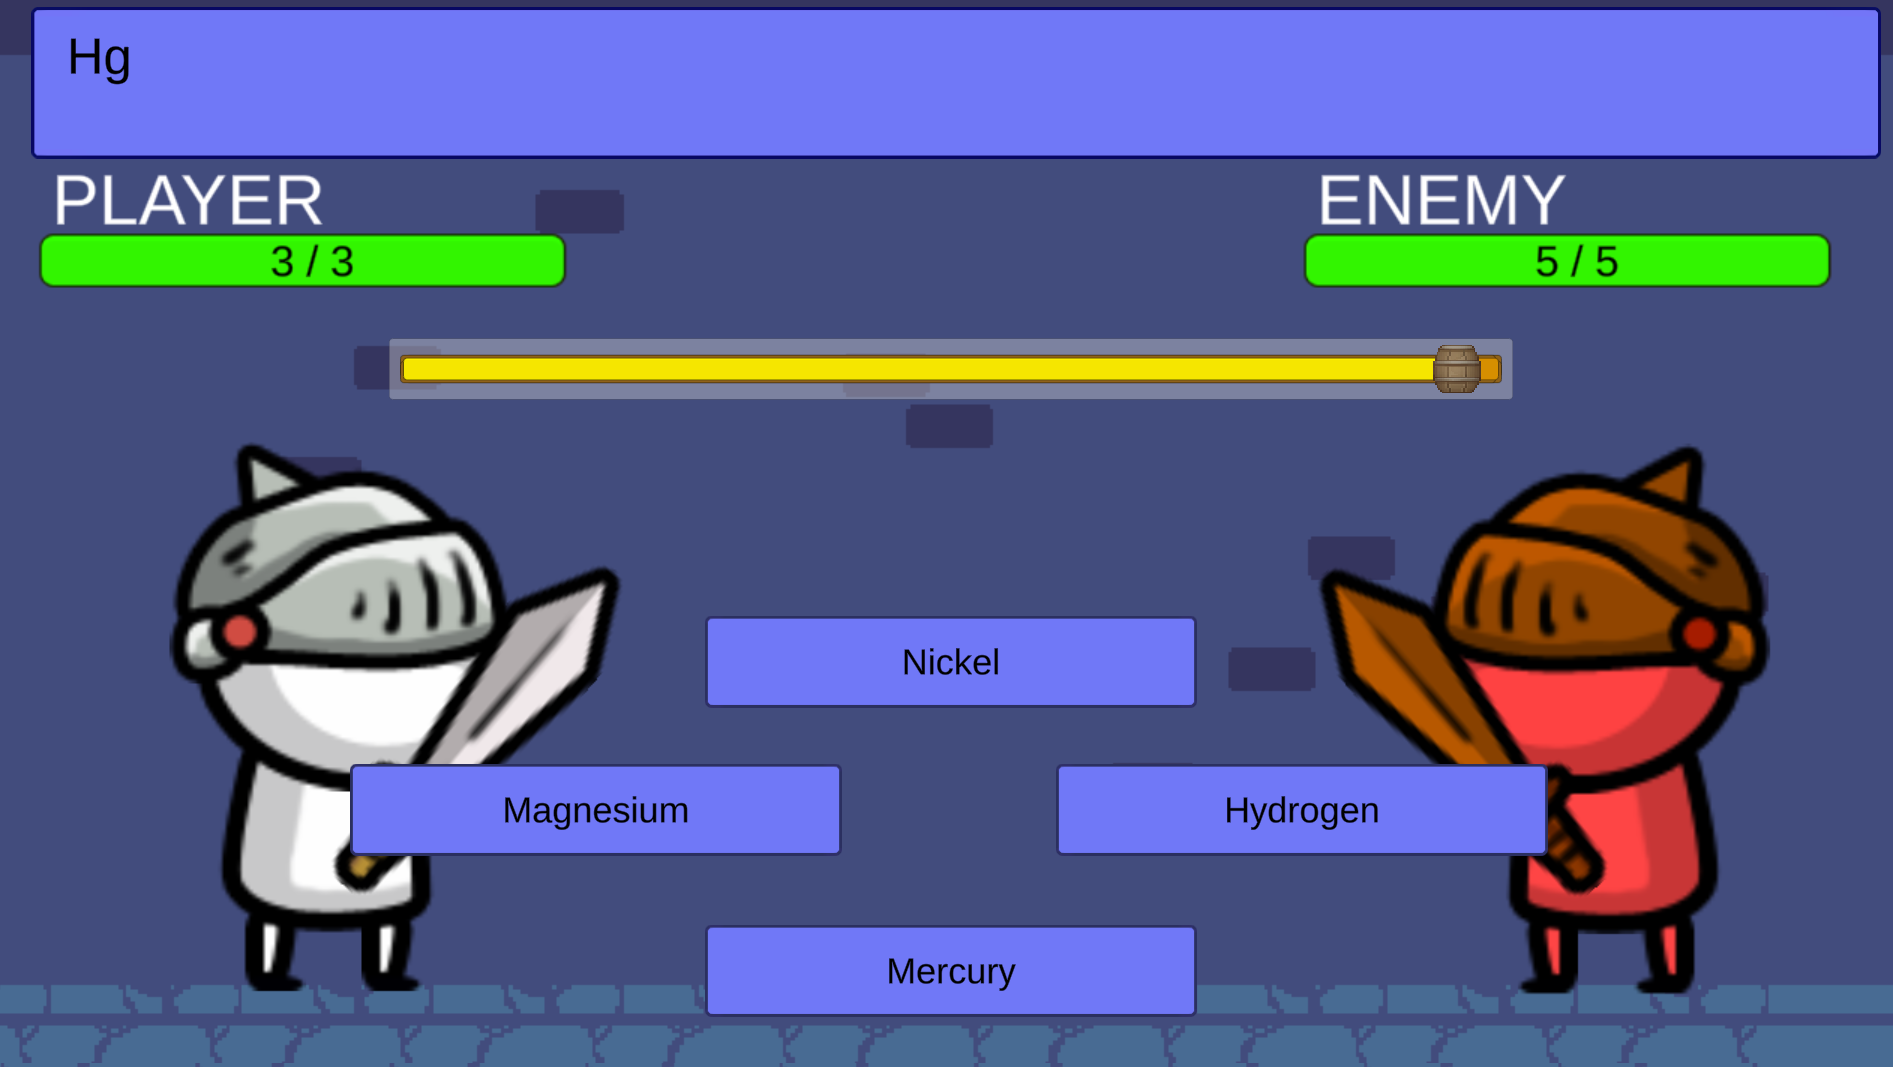 Hg
PLAYER
ENEMY
3 / 3
5 / 5
Nickel
Magnesium
Hydrogen
Mercury